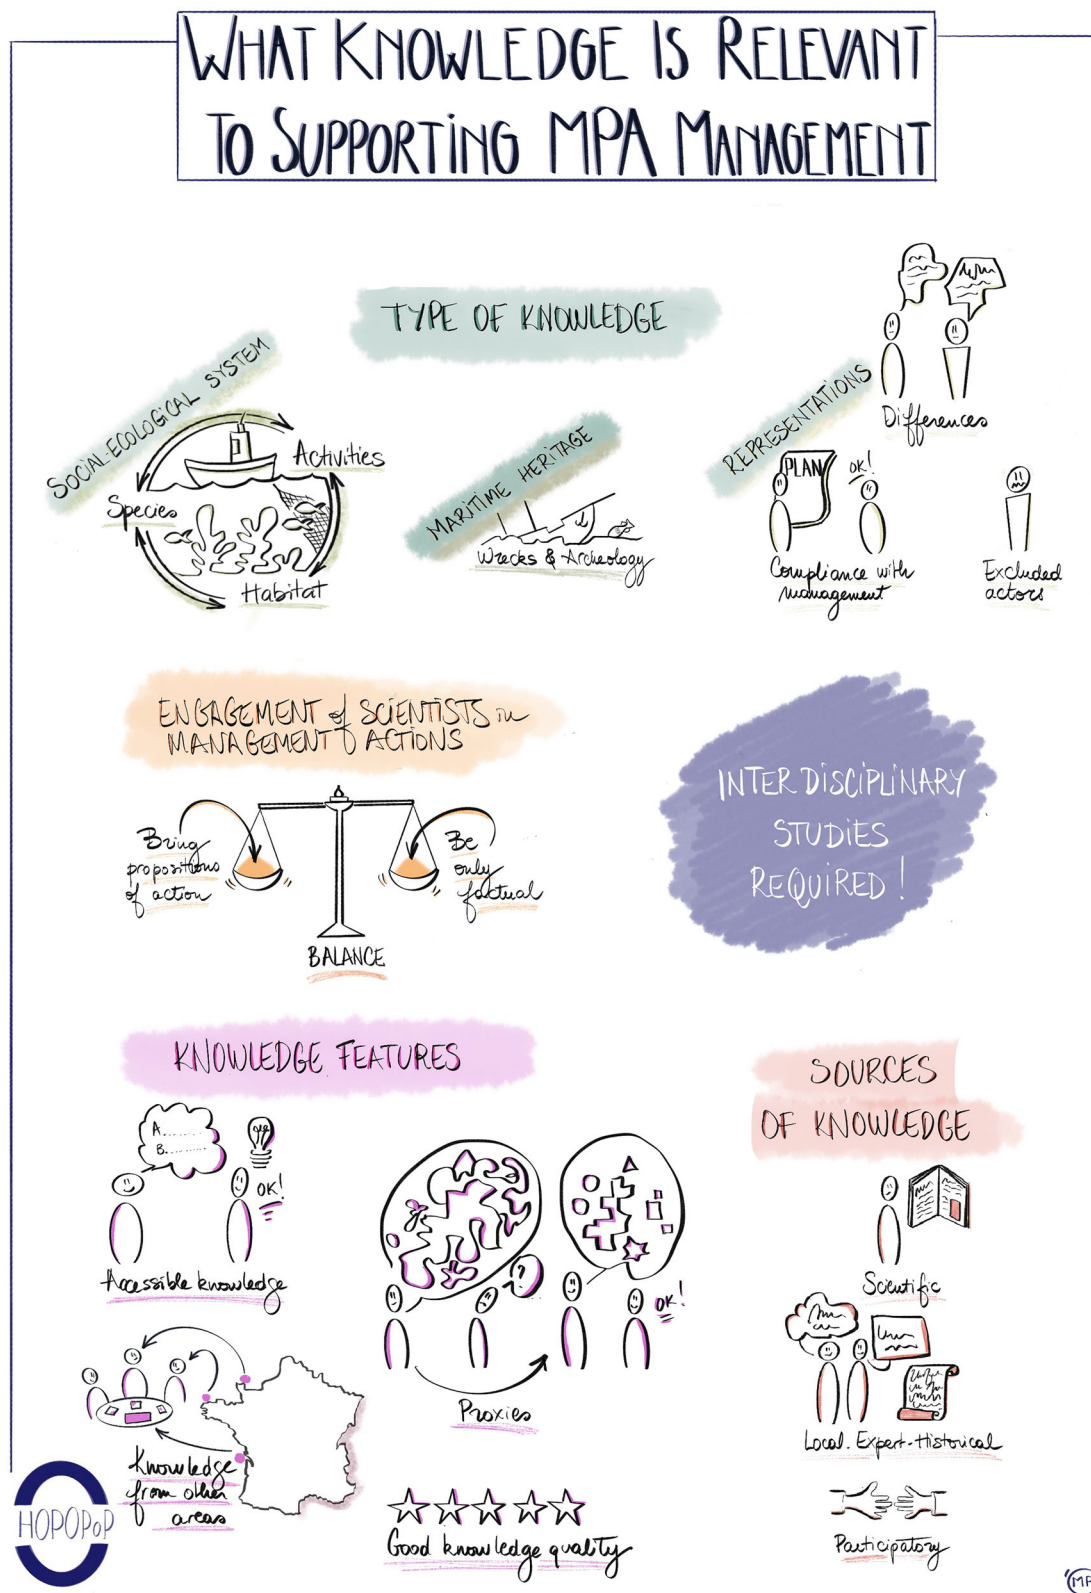 WHAT KNOWLEDGE IS RELEVANT
TO SUPPORTING MPA MANAGEMENT
TYPE OF KNOWLEDGE
SOCIAL-ECOLOGICAL SYSTEM
Activities
Species
Habitat
MARITIME HERITAGE
Wrecks & Archeology
REPRESENTATIONS
Differences
PLAN
OK!
Compliance with
management
Excluded
actors
ENGAGEMENT of SCIENTISTS in
MANAGEMENT ACTIONS
Bring
propositions
of action
Be
only
factual
BALANCE
INTERDISCIPLINARY
STUDIES
REQUIRED!
KNOWLEDGE FEATURES
A........
B........
OK!
Accessible knowledge
?
OK!
Proxies
Knowledge
from other
areas
Good knowledge quality
SOURCES
OF KNOWLEDGE
Scientific
Local. Expert-Historical
Participatory
HOPOPoP